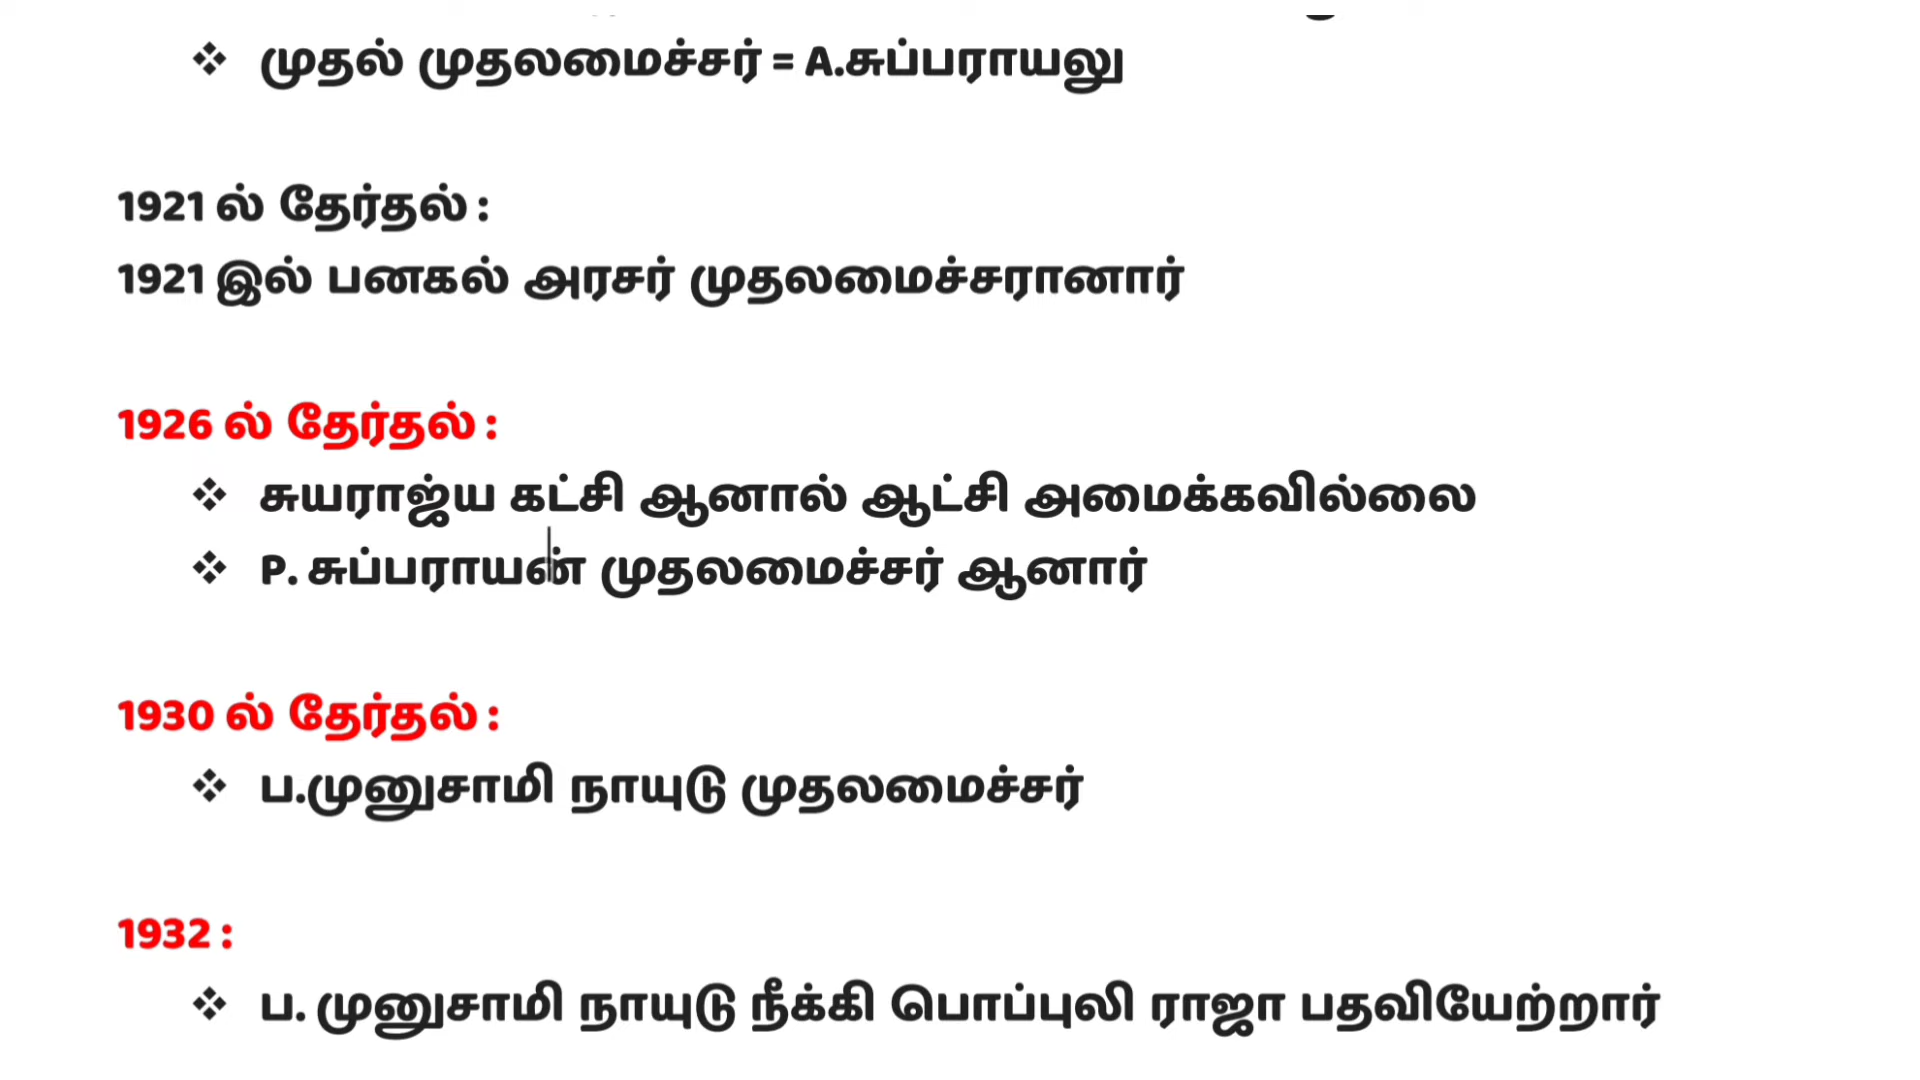 ❖ முதல் முதலமைச்சர் = A.சுப்பராயலு
1921 ல் தேர்தல் :
1921 இல் பனகல் அரசர் முதலமைச்சரானார்
1926 ல் தேர்தல் :
❖ சுயராஜ்ய கட்சி ஆனால் ஆட்சி அமைக்கவில்லை
❖ P. சுப்பராயன் முதலமைச்சர் ஆனார்
1930 ல் தேர்தல் :
❖ ப.முனுசாமி நாயுடு முதலமைச்சர்
1932 :
❖ ப. முனுசாமி நாயுடு நீக்கி பொப்புலி ராஜா பதவியேற்றார்